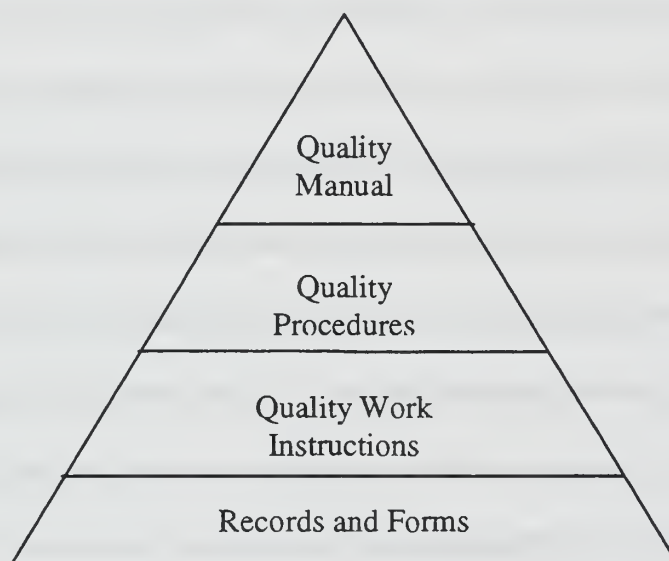 Quality
Manual
Quality
Procedures
Quality Work
Instructions
Records and Forms